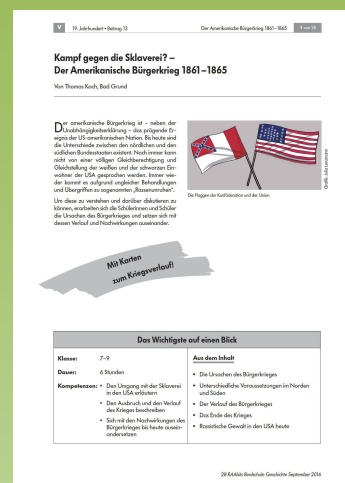 V
19. Jahrhundert • Beitrag 13
Der Amerikanische Bürgerkrieg 1861–1865
1 von 28
Kampf gegen die Sklaverei? –
Der Amerikanische Bürgerkrieg 1861–1865
Von Thomas Koch, Bad Grund
Der amerikanische Bürgerkrieg ist – neben der
Unabhängigkeitserklärung – das prägende Er-
eignis der US-amerikanischen Nation. Bis heute sind
die Unterschiede zwischen den nördlichen und den
südlichen Bundesstaaten existent. Noch immer kann
nicht von einer völligen Gleichberechtigung und
Gleichstellung der weißen und der schwarzen Ein-
wohner der USA gesprochen werden. Immer wie-
der kommt es aufgrund ungleicher Behandlungen
und Übergriffen zu sogenannten „Rassenunruhen".
Um diese zu verstehen und darüber diskutieren zu
können, erarbeiten sich die Schülerinnen und Schüler
die Ursachen des Bürgerkrieges und setzen sich mit
dessen Verlauf und Nachwirkungen auseinander.
Die Flaggen der Konföderation und der Union
Mit Karten
zum Kriegsverlauf!
Das Wichtigste auf einen Blick
Klasse: 7–9
Dauer: 6 Stunden
Kompetenzen: • Den Umgang mit der Sklaverei
in den USA erläutern
• Den Ausbruch und den Verlauf
des Krieges beschreiben
• Sich mit den Nachwirkungen des
Bürgerkrieges bis heute ausein-
andersetzen
Aus dem Inhalt
• Die Ursachen des Bürgerkrieges
• Unterschiedliche Voraussetzungen im Norden
und Süden
• Der Verlauf des Bürgerkrieges
• Das Ende des Krieges
• Rassistische Gewalt in den USA heute
28 RAAbits Realschule Geschichte September 2016